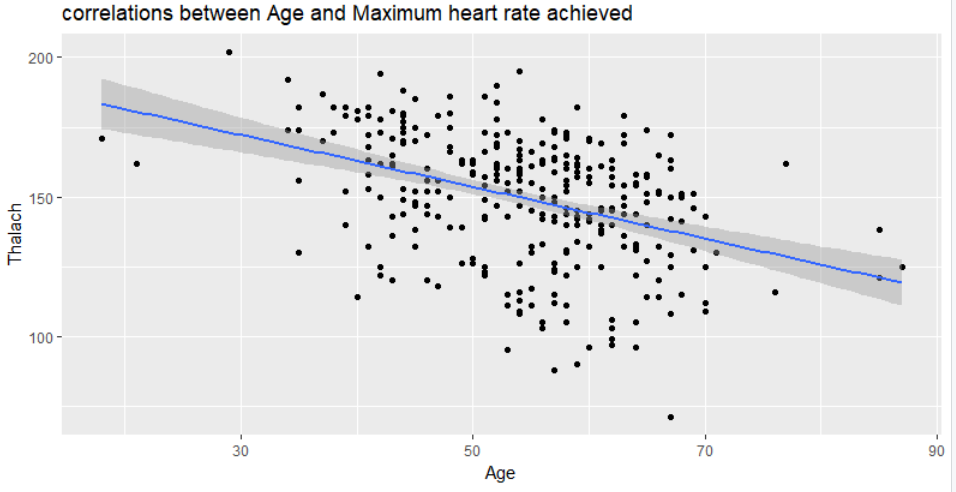 correlations between Age and Maximum heart rate achieved
200
150
100
Thalach
30 50 70 90
Age